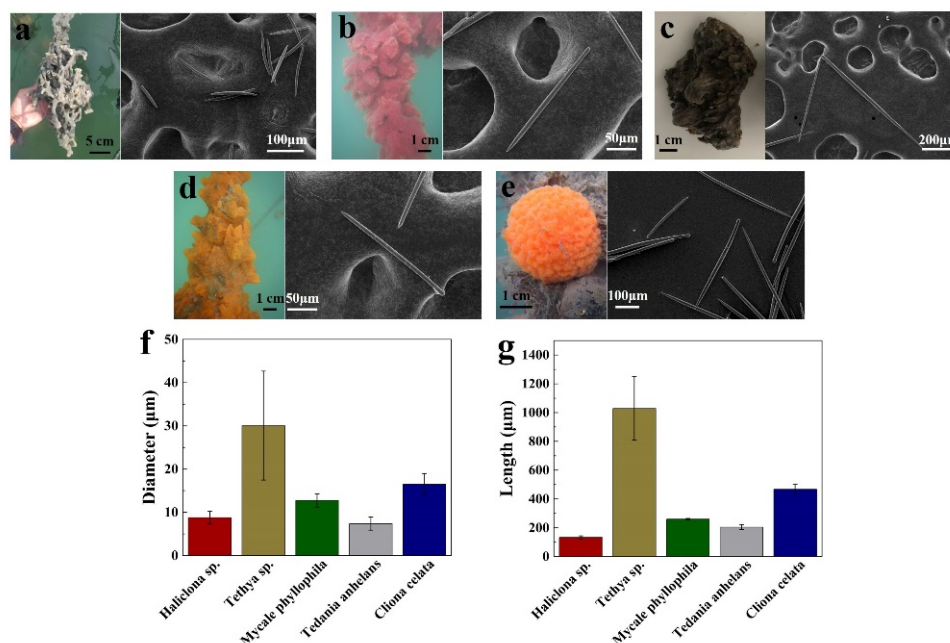 a
5 cm
100μm
b
1 cm
50μm
c
1 cm
200μm
d
1 cm
50μm
e
1 cm
100μm
f
50
40
30
20
10
0
Diameter (μm)
Haliclona sp.
Tethya sp.
Mycale phyllophila
Tedania anhelans
Cliona celata
g
1400
1200
1000
800
600
400
200
0
Length (μm)
Haliclona sp.
Tethya sp.
Mycale phyllophila
Tedania anhelans
Cliona celata